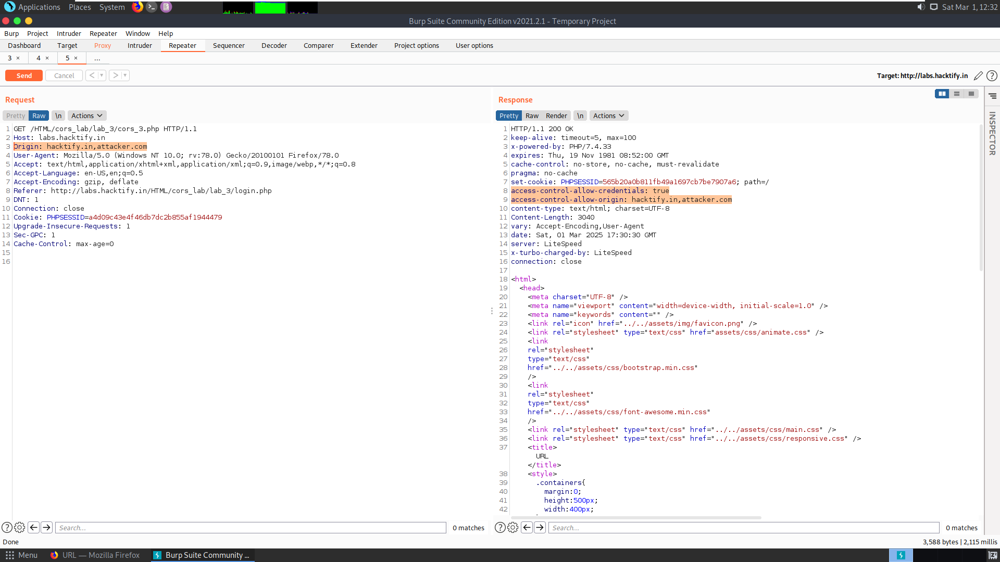 Applications Places System Sat Mar 1, 12:32
Burp Suite Community Edition v2021.2.1 - Temporary Project
Burp Project Intruder Repeater Window Help
Dashboard Target Proxy Intruder Repeater Sequencer Decoder Comparer Extender Project options User options
3 × 4 × 5 × ...
Send Cancel < > Target: http://labs.hacktify.in ?
Request
Pretty Raw \n Actions
1 GET /HTML/cors_lab/lab_3/cors_3.php HTTP/1.1
2 Host: labs.hacktify.in
3 Origin: hacktify.in,attacker.com
4 User-Agent: Mozilla/5.0 (Windows NT 10.0; rv:78.0) Gecko/20100101 Firefox/78.0
5 Accept: text/html,application/xhtml+xml,application/xml;q=0.9,image/webp,*/*;q=0.8
6 Accept-Language: en-US,en;q=0.5
7 Accept-Encoding: gzip, deflate
8 Referer: http://labs.hacktify.in/HTML/cors_lab/lab_3/login.php
9 DNT: 1
10 Connection: close
11 Cookie: PHPSESSID=a4d09c43e4f46db7dc2b855af1944479
12 Upgrade-Insecure-Requests: 1
13 Sec-GPC: 1
14 Cache-Control: max-age=0
15
16
? Search... 0 matches
Response
Pretty Raw Render \n Actions
1 HTTP/1.1 200 OK
2 keep-alive: timeout=5, max=100
3 x-powered-by: PHP/7.4.33
4 expires: Thu, 19 Nov 1981 08:52:00 GMT
5 cache-control: no-store, no-cache, must-revalidate
6 pragma: no-cache
7 set-cookie: PHPSESSID=565b20a0b811fb49a1697cb7be7907a6; path=/
8 access-control-allow-credentials: true
9 access-control-allow-origin: hacktify.in,attacker.com
10 content-type: text/html; charset=UTF-8
11 Content-Length: 3040
12 vary: Accept-Encoding,User-Agent
13 date: Sat, 01 Mar 2025 17:30:30 GMT
14 server: LiteSpeed
15 x-turbo-charged-by: LiteSpeed
16 connection: close
17
18 <html>
19 <head>
20 <meta charset="UTF-8" />
21 <meta name="viewport" content="width=device-width, initial-scale=1.0" />
22 <meta name="keywords" content="" />
23 <link rel="icon" href="../../assets/img/favicon.png" />
24 <link rel="stylesheet" type="text/css" href="assets/css/animate.css" />
25 <link
26 rel="stylesheet"
27 type="text/css"
28 href="../../assets/css/bootstrap.min.css"
29 />
30 <link
31 rel="stylesheet"
32 type="text/css"
33 href="../../assets/css/font-awesome.min.css"
34 />
35 <link rel="stylesheet" type="text/css" href="../../assets/css/main.css" />
36 <link rel="stylesheet" type="text/css" href="../../assets/css/responsive.css" />
37 <title>
URL
</title>
38 <style>
39 .containers{
40 margin:0;
41 height:500px;
42 width:400px;
? Search... 0 matches
INSPECTOR
Done 3,588 bytes | 2,115 millis
Menu URL — Mozilla Firefox Burp Suite Community ...